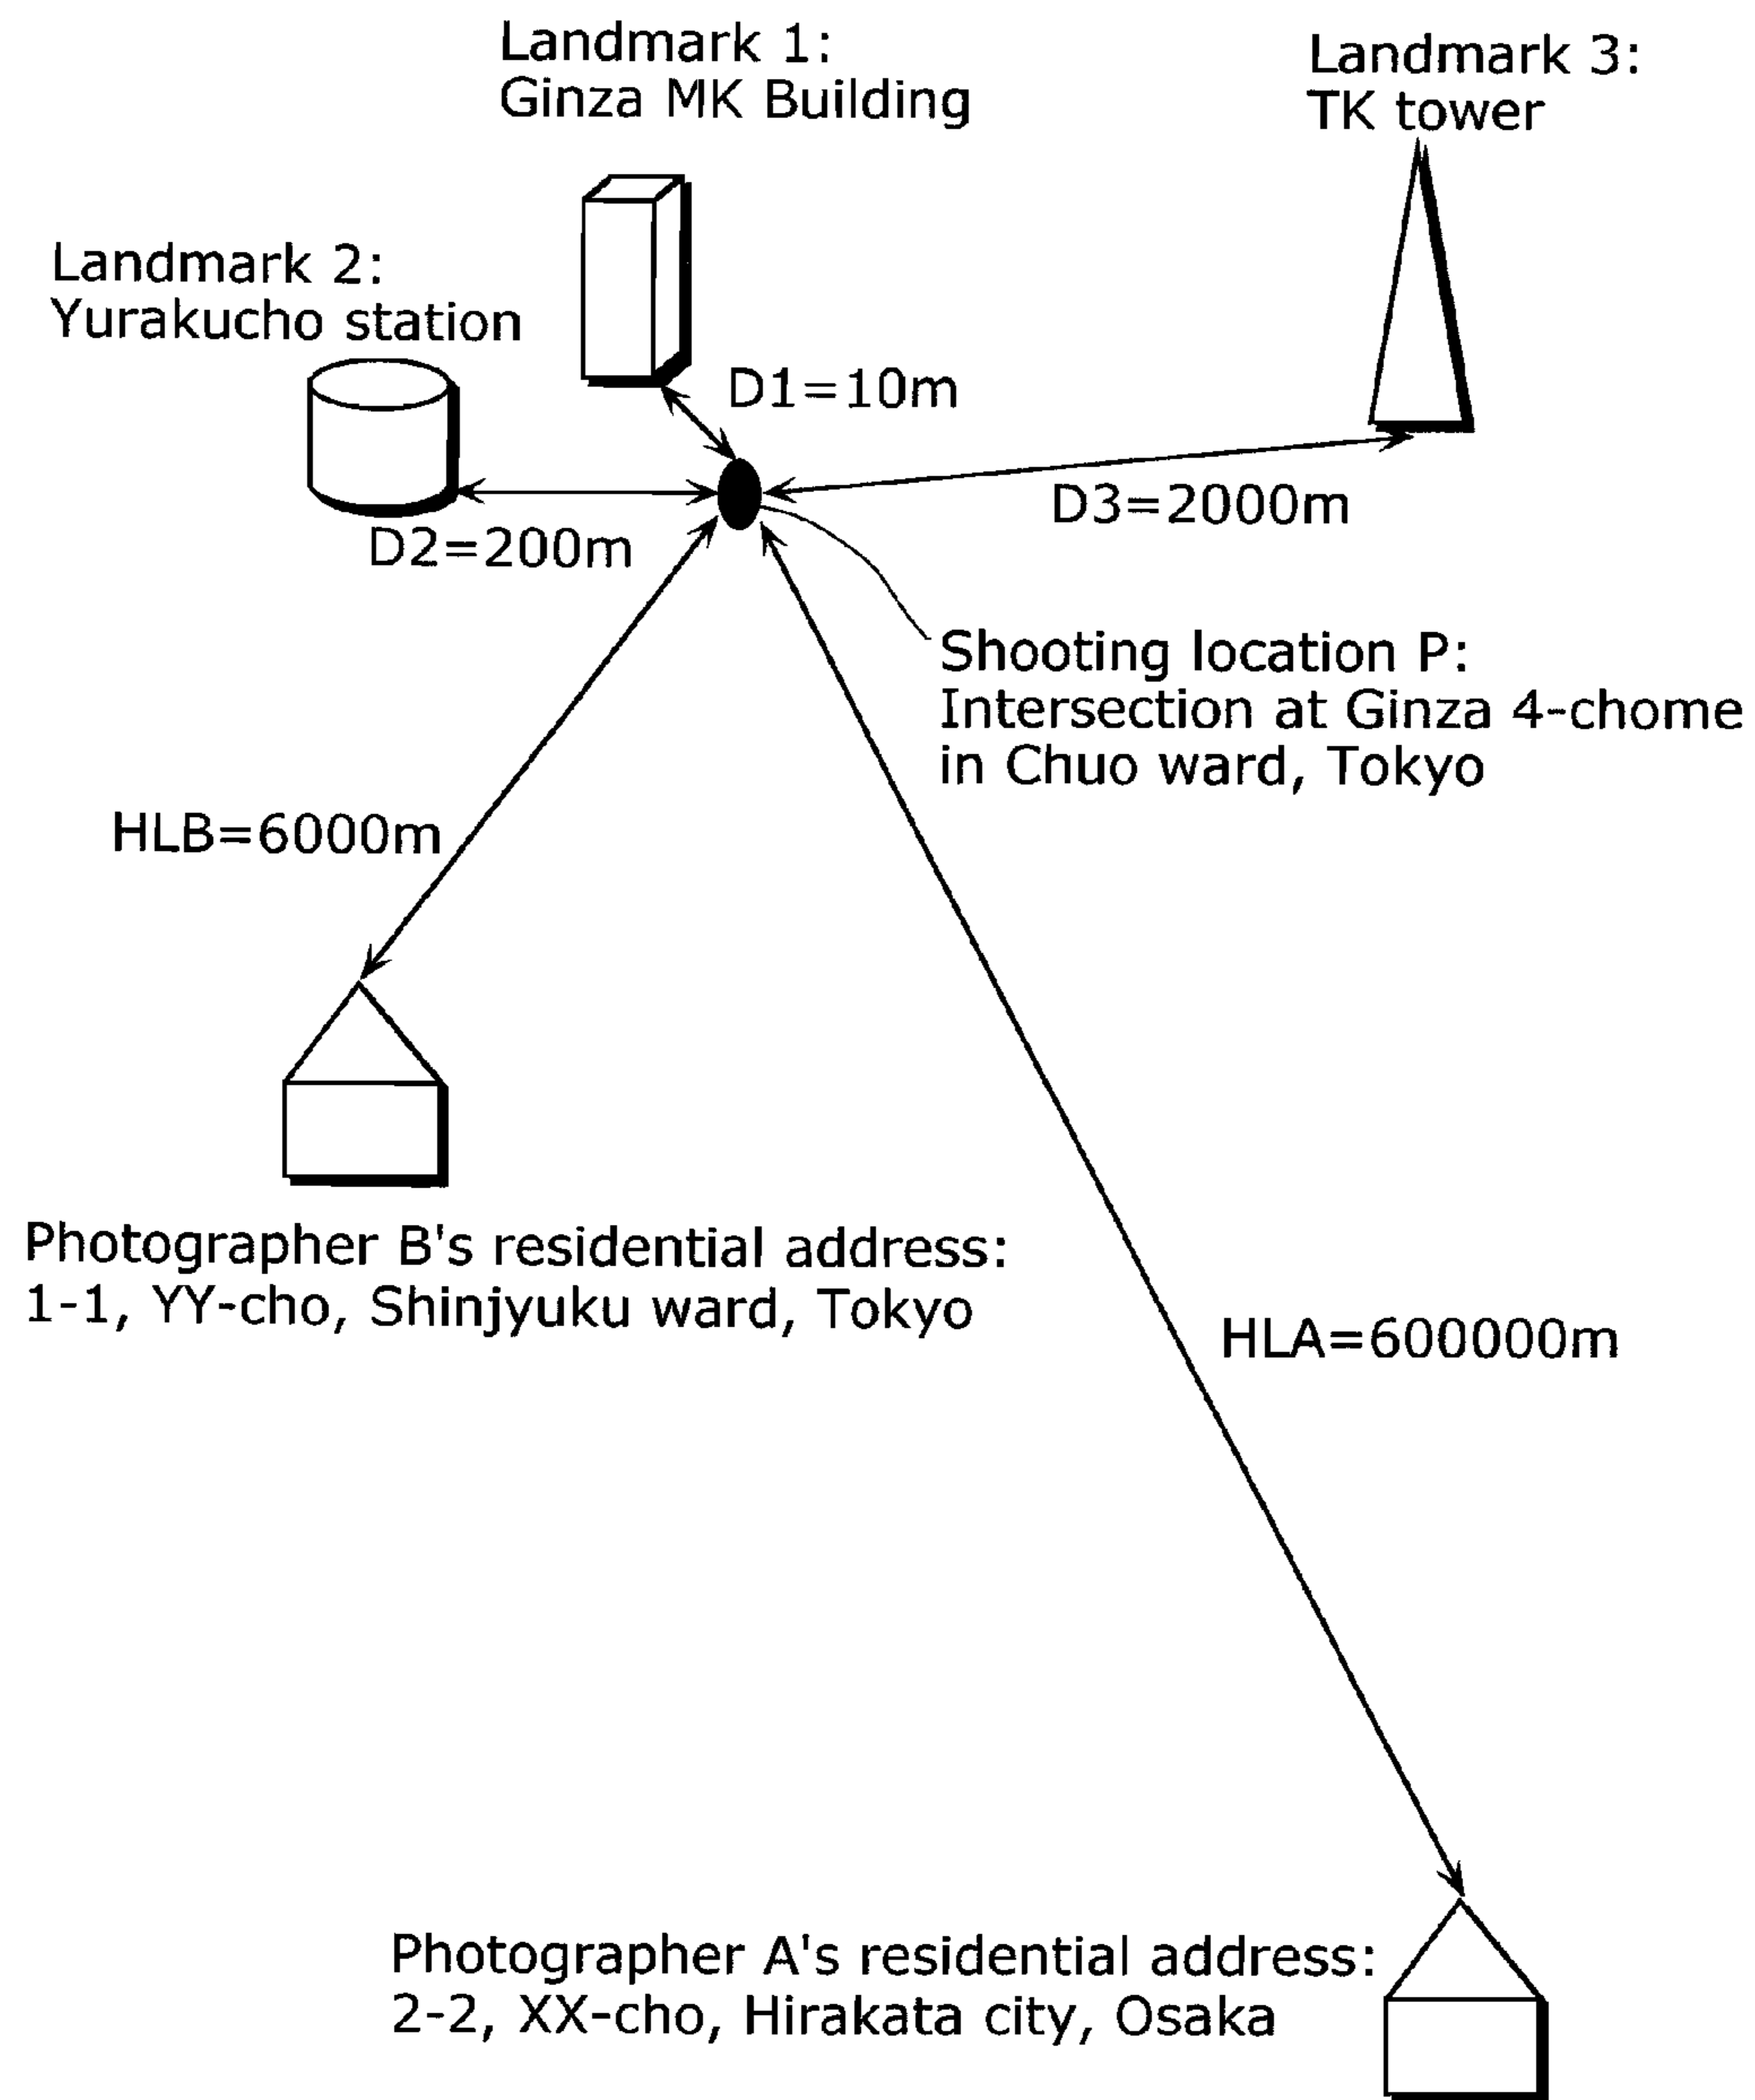 Landmark 1:
Ginza MK Building
Landmark 3:
TK tower
Landmark 2:
Yurakucho station
D1=10m
D3=2000m
D2=200m
Shooting location P:
Intersection at Ginza 4-chome
in Chuo ward, Tokyo
HLB=6000m
Photographer B's residential address:
1-1, YY-cho, Shinjyuku ward, Tokyo
HLA=600000m
Photographer A's residential address:
2-2, XX-cho, Hirakata city, Osaka